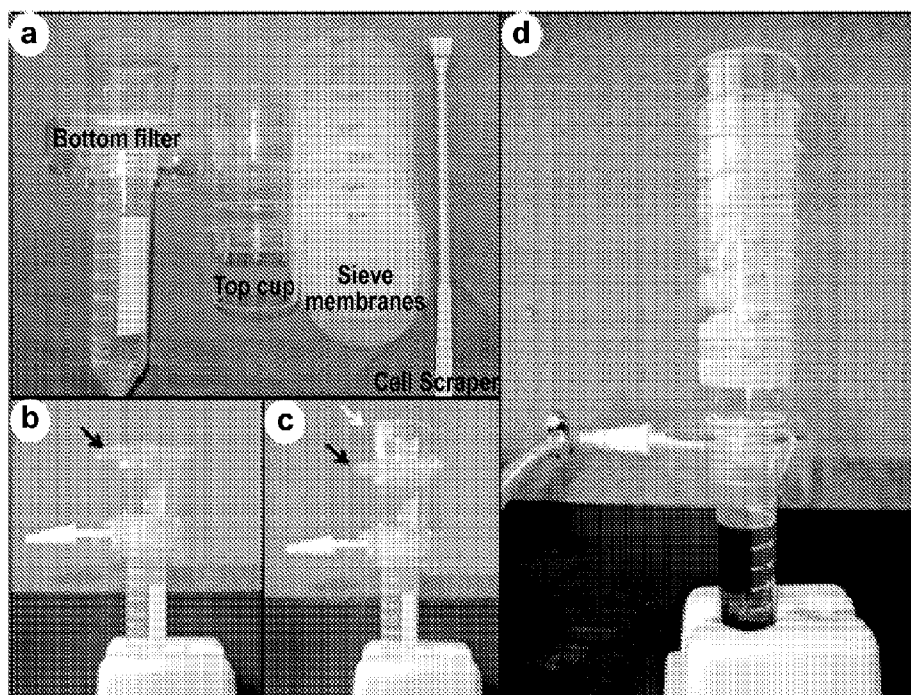 a
Bottom filter
Top cup
Sieve
membranes
Cell Scraper
b
c
d